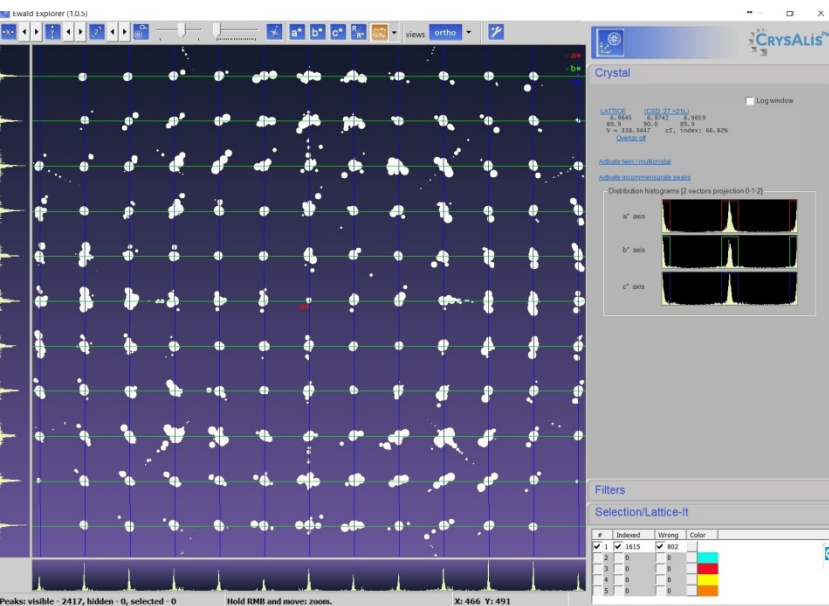 Ewald Explorer (1.0.5)
-x-
y
z
a* b* c*
views ortho
-a*
-b*
a*
CRYSALIS
Crystal
Log window
LATTICE (CSD 27 +21L)
6.9645 6.9742 6.9659
89.9 90.0 89.9
V = 338.3447 cI, index: 66.82%
Overlay off
Activate twin / multicrystal
Activate incommensurate peaks
Distribution histograms [2 vectors projection 0-1-2]
a* axis
b* axis
c* axis
Filters
Selection/Lattice-It
# Indexed Wrong Color
1 1615 802
2 0 0
3 0 0
4 0 0
5 0 0
Peaks: visible - 2417, hidden - 0, selected - 0 Hold RMB and move: zoom. X: 466 Y: 491